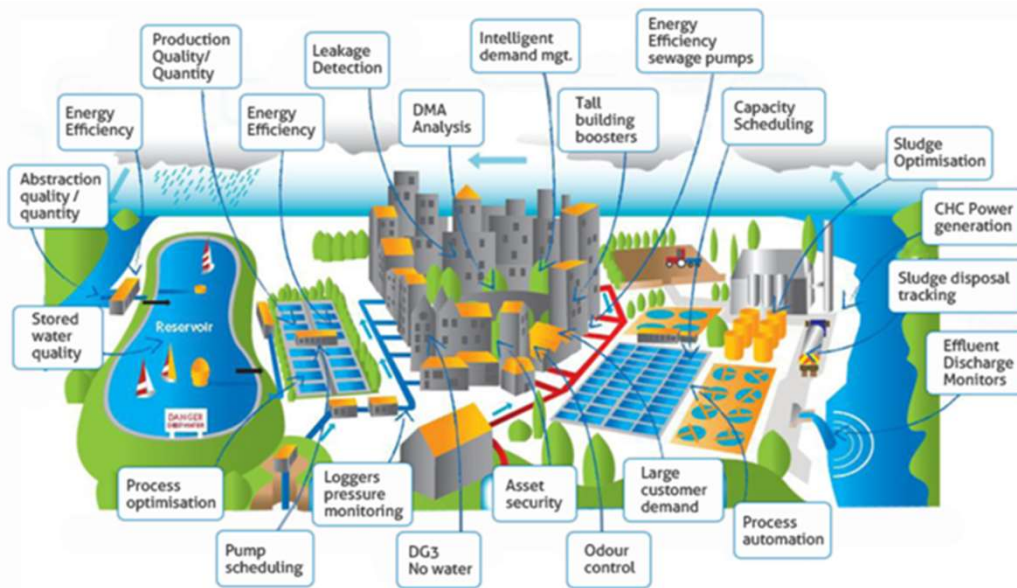 Production
Quality/
Quantity
Leakage
Detection
Intelligent
demand mgt.
Energy
Efficiency
sewage pumps
Energy
Efficiency
Energy
Efficiency
DMA
Analysis
Tall
building
boosters
Capacity
Scheduling
Sludge
Optimisation
Abstraction
quality /
quantity
CHC Power
generation
Sludge disposal
tracking
Stored
water
quality
Reservoir
Effluent
Discharge
Monitors
DANGER
DEEP WATER
Process
optimisation
Loggers
pressure
monitoring
Asset
security
Large
customer
demand
Process
automation
Pump
scheduling
DG3
No water
Odour
control